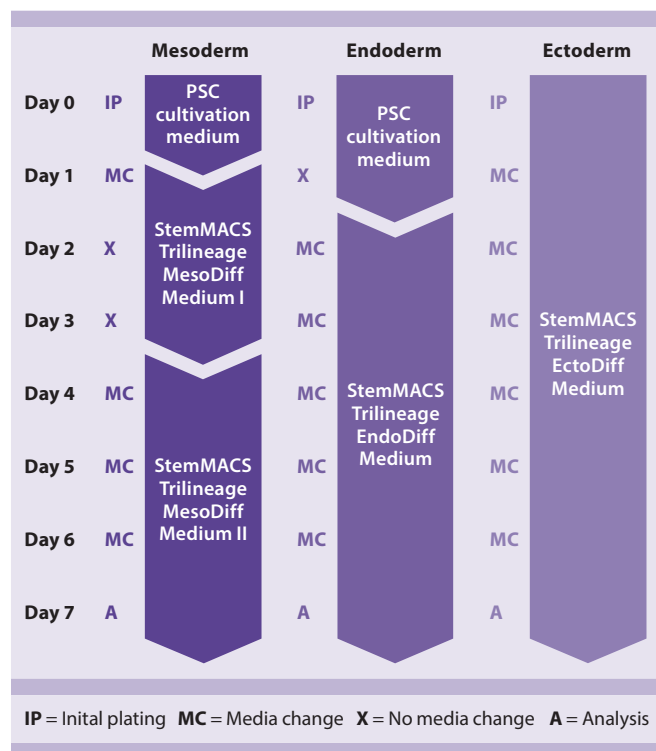 Mesoderm Endoderm Ectoderm
Day 0 IP PSC cultivation medium IP PSC cultivation medium IP
Day 1 MC X MC
Day 2 X StemMACS Trilineage MesoDiff Medium I MC MC
Day 3 X MC MC StemMACS Trilineage EctoDiff Medium
Day 4 MC MC StemMACS Trilineage EndoDiff Medium MC
Day 5 MC StemMACS Trilineage MesoDiff Medium II MC MC
Day 6 MC MC MC
Day 7 A A A
IP = Inital plating MC = Media change X = No media change A = Analysis